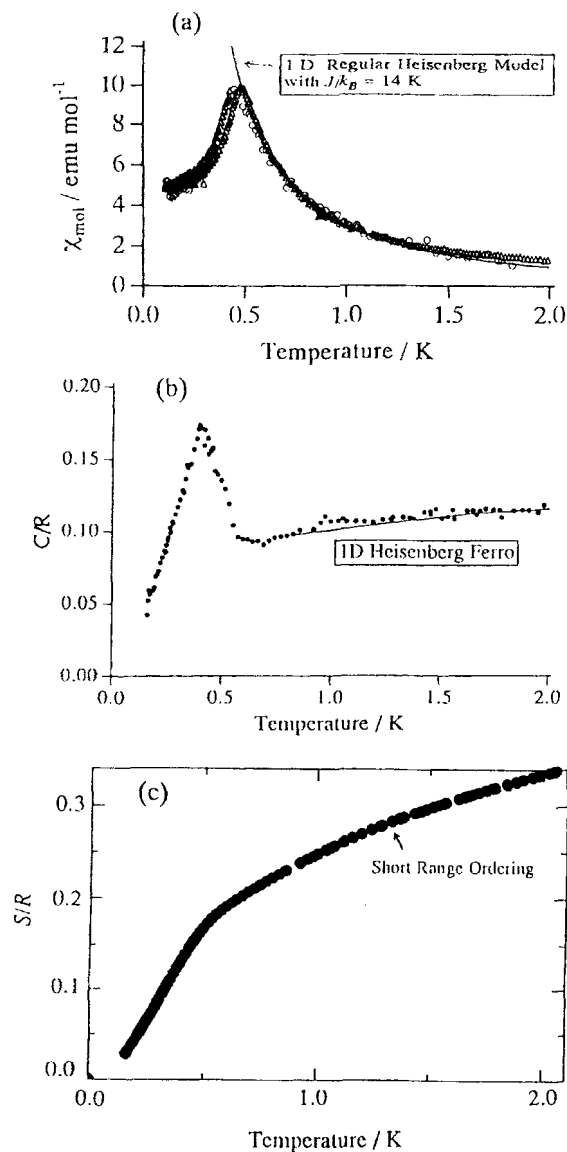 (a)
1 D Regular Heisenberg Model
with J/k_B = 14 K
12
10
8
6
4
2
0
χ_mol / emu mol⁻¹
0.0 0.5 1.0 1.5 2.0
Temperature / K
(b)
0.20
0.15
0.10
0.05
0.00
C/R
1D Heisenberg Ferro
0.0 0.5 1.0 1.5 2.0
Temperature / K
(c)
0.3
0.2
0.1
0.0
S/R
Short Range Ordering
0.0 1.0 2.0
Temperature / K